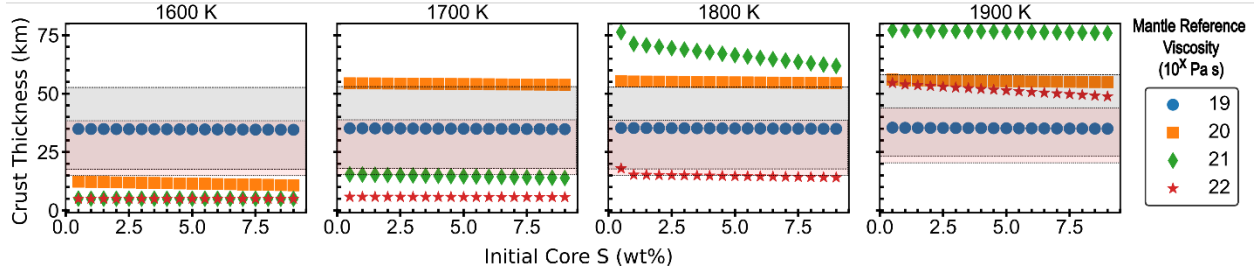 1600 K 1700 K 1800 K 1900 K
Crust Thickness (km)
75
50
25
0
0.0 2.5 5.0 7.5 0.0 2.5 5.0 7.5 0.0 2.5 5.0 7.5 0.0 2.5 5.0 7.5
Initial Core S (wt%)
Mantle Reference
Viscosity
(10^X Pa s)
19
20
21
22